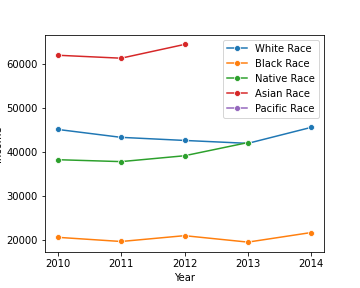 White Race
Black Race
Native Race
Asian Race
Pacific Race
60000
50000
40000
30000
20000
2010 2011 2012 2013 2014
Year